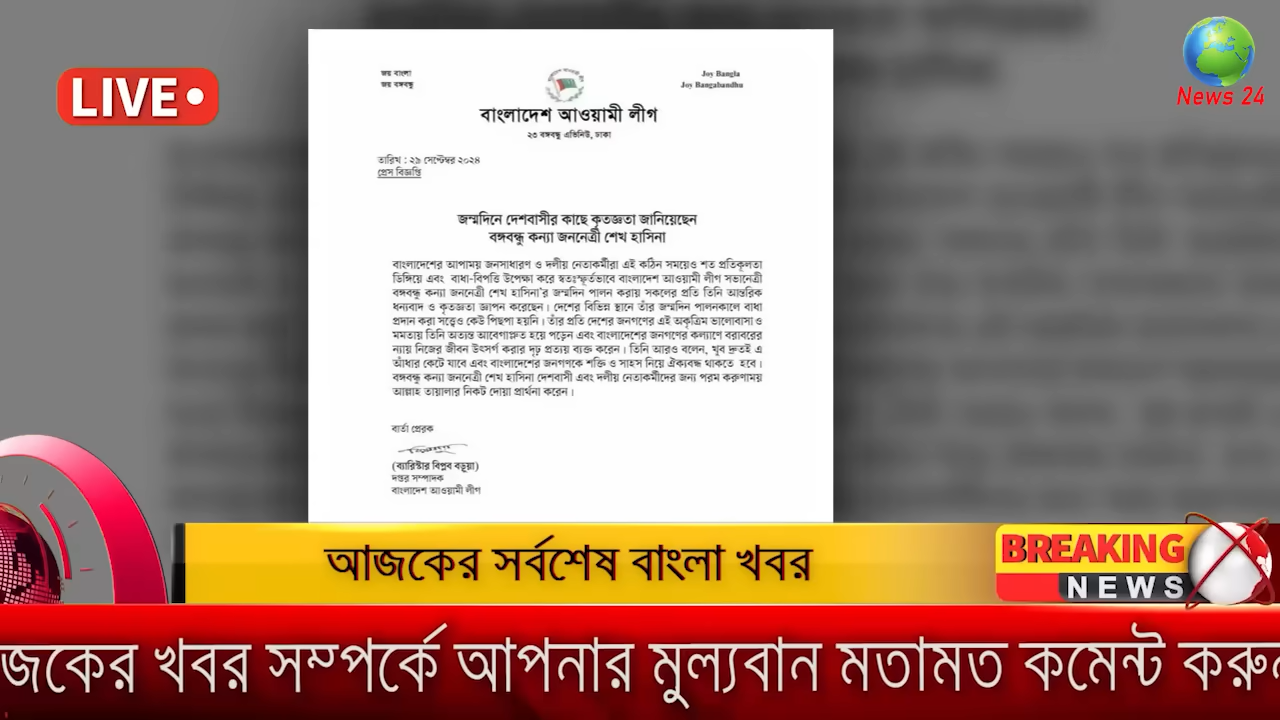 LIVE
News 24
জয় বাংলা
জয় বঙ্গবন্ধু
Joy Bangla
Joy Bangabandhu
বাংলাদেশ আওয়ামী লীগ
২৩ বঙ্গবন্ধু এভিনিউ, ঢাকা
তারিখ : ২৯ সেপ্টেম্বর ২০২৪
প্রেস বিজ্ঞপ্তি
জন্মদিনে দেশবাসীর কাছে কৃতজ্ঞতা জানিয়েছেন
বঙ্গবন্ধু কন্যা জননেত্রী শেখ হাসিনা
বাংলাদেশের আপামর জনসাধারণ ও দলীয় নেতাকর্মীরা এই কঠিন সময়েও শত প্রতিকূলতা
ডিঙ্গিয়ে এবং বাধা-বিপত্তি উপেক্ষা করে স্বতঃস্ফূর্তভাবে বাংলাদেশ আওয়ামী লীগ সভানেত্রী
বঙ্গবন্ধু কন্যা জননেত্রী শেখ হাসিনা'র জন্মদিন পালন করায় সকলের প্রতি তিনি আন্তরিক
ধন্যবাদ ও কৃতজ্ঞতা জ্ঞাপন করেছেন। দেশের বিভিন্ন স্থানে তাঁর জন্মদিন পালনকালে বাধা
প্রদান করা সত্ত্বেও কেউ পিছপা হয়নি। তাঁর প্রতি দেশের জনগণের এই অকৃত্রিম ভালোবাসা ও
মমতায় তিনি অত্যন্ত আবেগাপ্লুত হয়ে পড়েন এবং বাংলাদেশের জনগণের কল্যাণে বরাবরের
ন্যায় নিজের জীবন উৎসর্গ করার দৃঢ় প্রত্যয় ব্যক্ত করেন। তিনি আরও বলেন, খুব দ্রুতই এ
আঁধার কেটে যাবে এবং বাংলাদেশের জনগণকে শক্তি ও সাহস নিয়ে ঐক্যবদ্ধ থাকতে হবে।
বঙ্গবন্ধু কন্যা জননেত্রী শেখ হাসিনা দেশবাসী এবং দলীয় নেতাকর্মীদের জন্য পরম করুণাময়
আল্লাহ তায়ালার নিকট দোয়া প্রার্থনা করেন।
বার্তা প্রেরক
(ব্যারিস্টার বিপ্লব বড়ুয়া)
দপ্তর সম্পাদক
বাংলাদেশ আওয়ামী লীগ
আজকের সর্বশেষ বাংলা খবর
BREAKING
NEWS
জকের খবর সম্পর্কে আপনার মুল্যবান মতামত কমেন্ট করুন